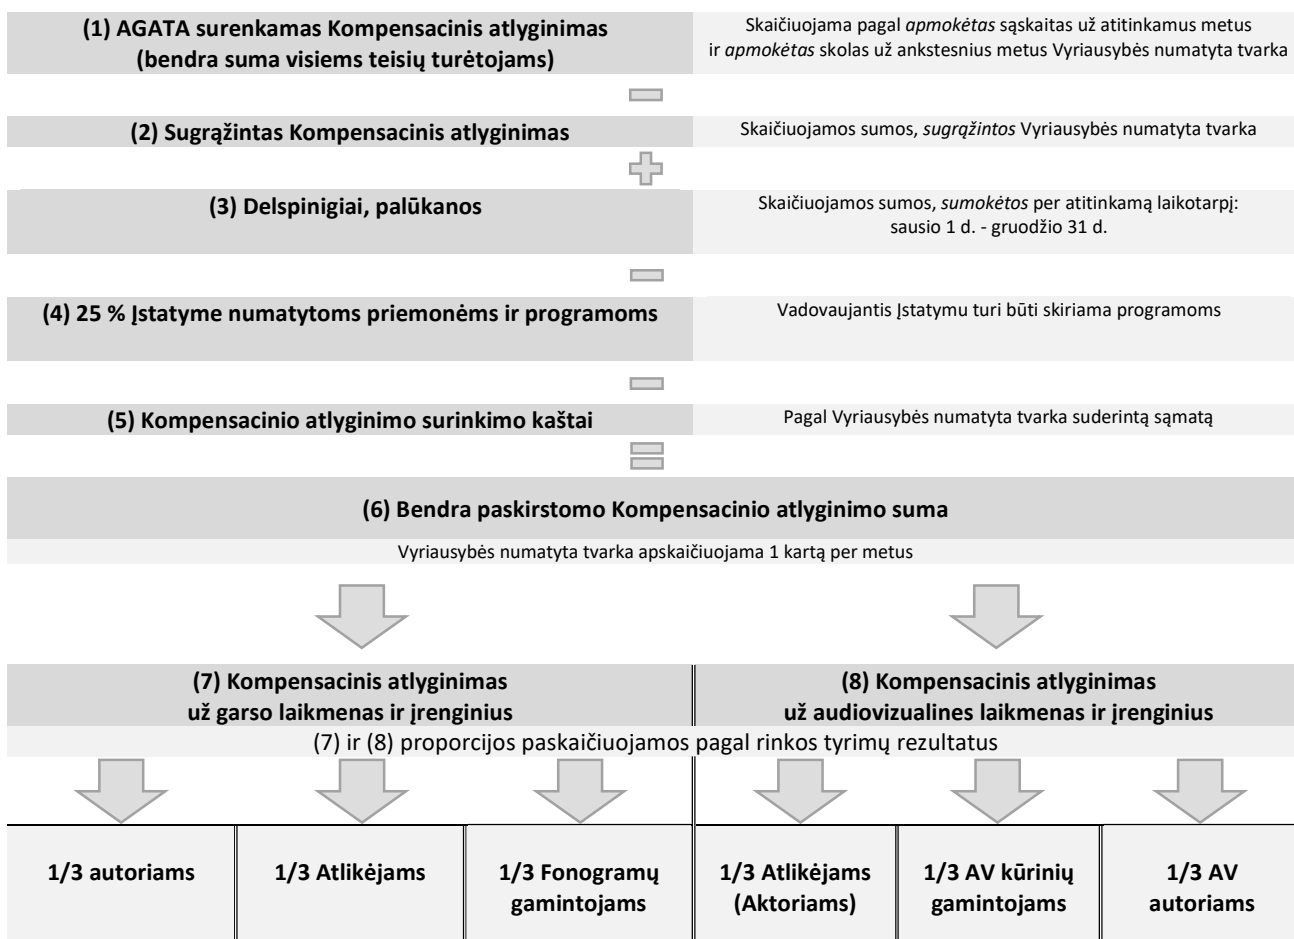 (1) AGATA surenkamas Kompensacinis atlyginimas
(bendra suma visiems teisių turėtojams)
Skaičiuojama pagal apmokėtas sąskaitas už atitinkamus metus
ir apmokėtas skolas už ankstesnius metus Vyriausybės numatyta tvarka
(2) Sugrąžintas Kompensacinis atlyginimas
Skaičiuojamos sumos, sugrąžintos Vyriausybės numatyta tvarka
(3) Delspinigiai, palūkanos
Skaičiuojamos sumos, sumokėtos per atitinkamą laikotarpį:
sausio 1 d. - gruodžio 31 d.
(4) 25 % Įstatyme numatytoms priemonėms ir programoms
Vadovaujantis Įstatymu turi būti skiriama programoms
(5) Kompensacinio atlyginimo surinkimo kaštai
Pagal Vyriausybės numatyta tvarka suderintą sąmatą
(6) Bendra paskirstomo Kompensacinio atlyginimo suma
Vyriausybės numatyta tvarka apskaičiuojama 1 kartą per metus
(7) Kompensacinis atlyginimas
už garso laikmenas ir įrenginius
(8) Kompensacinis atlyginimas
už audiovizualines laikmenas ir įrenginius
(7) ir (8) proporcijos paskaičiuojamos pagal rinkos tyrimų rezultatus
1/3 autoriams
1/3 Atlikėjams
1/3 Fonogramų
gamintojams
1/3 Atlikėjams
(Aktoriams)
1/3 AV kūrinių
gamintojams
1/3 AV
autoriams